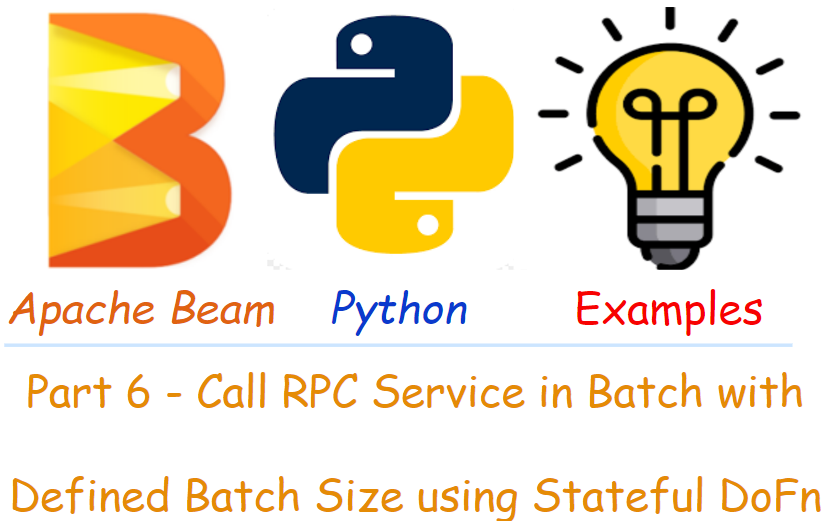 Apache Beam Python Examples
Part 6 - Call RPC Service in Batch with
Defined Batch Size using Stateful DoFn